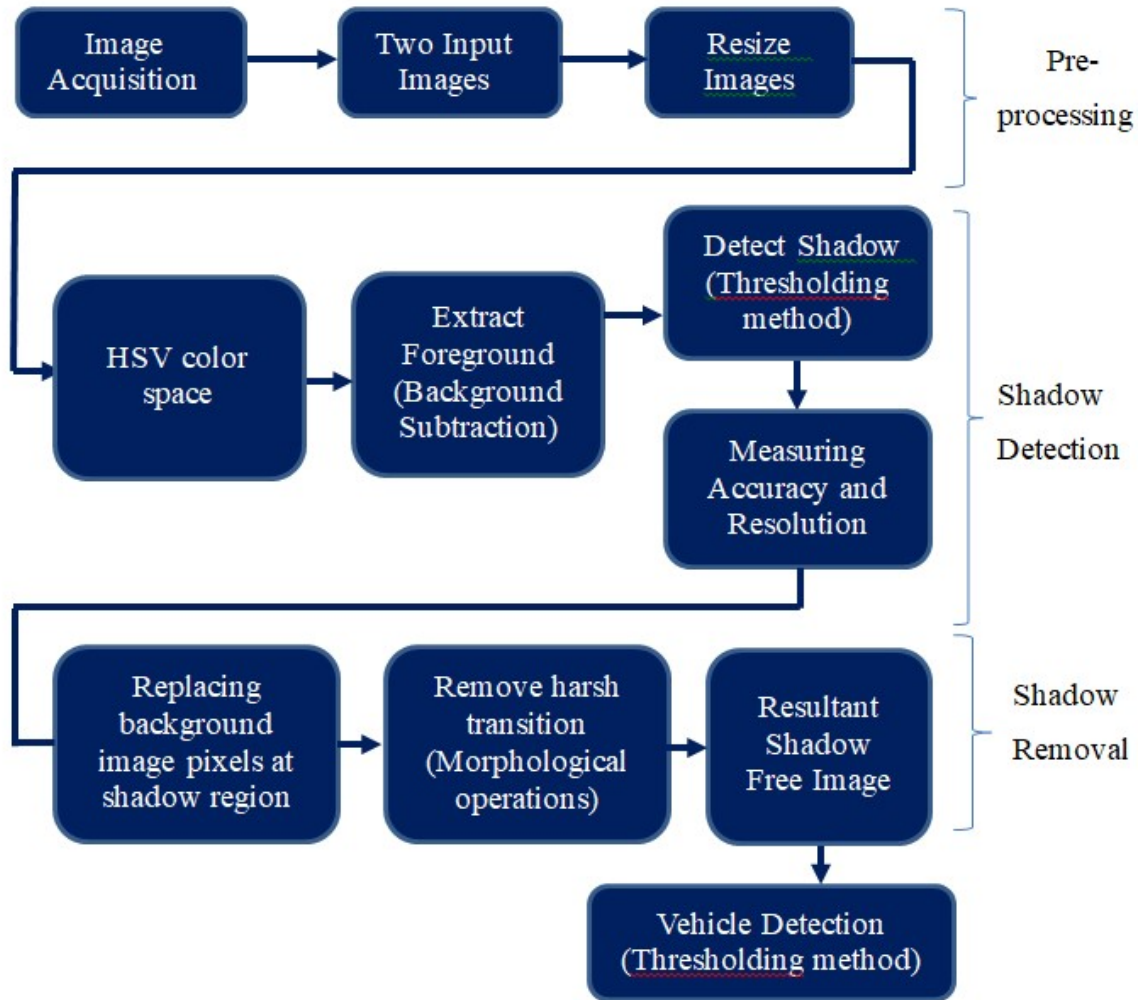 Image
Acquisition
Two Input
Images
Resize
Images
Pre-
processing
HSV color
space
Extract
Foreground
(Background
Subtraction)
Detect Shadow
(Thresholding
method)
Measuring
Accuracy and
Resolution
Shadow
Detection
Replacing
background
image pixels at
shadow region
Remove harsh
transition
(Morphological
operations)
Resultant
Shadow
Free Image
Shadow
Removal
Vehicle Detection
(Thresholding method)